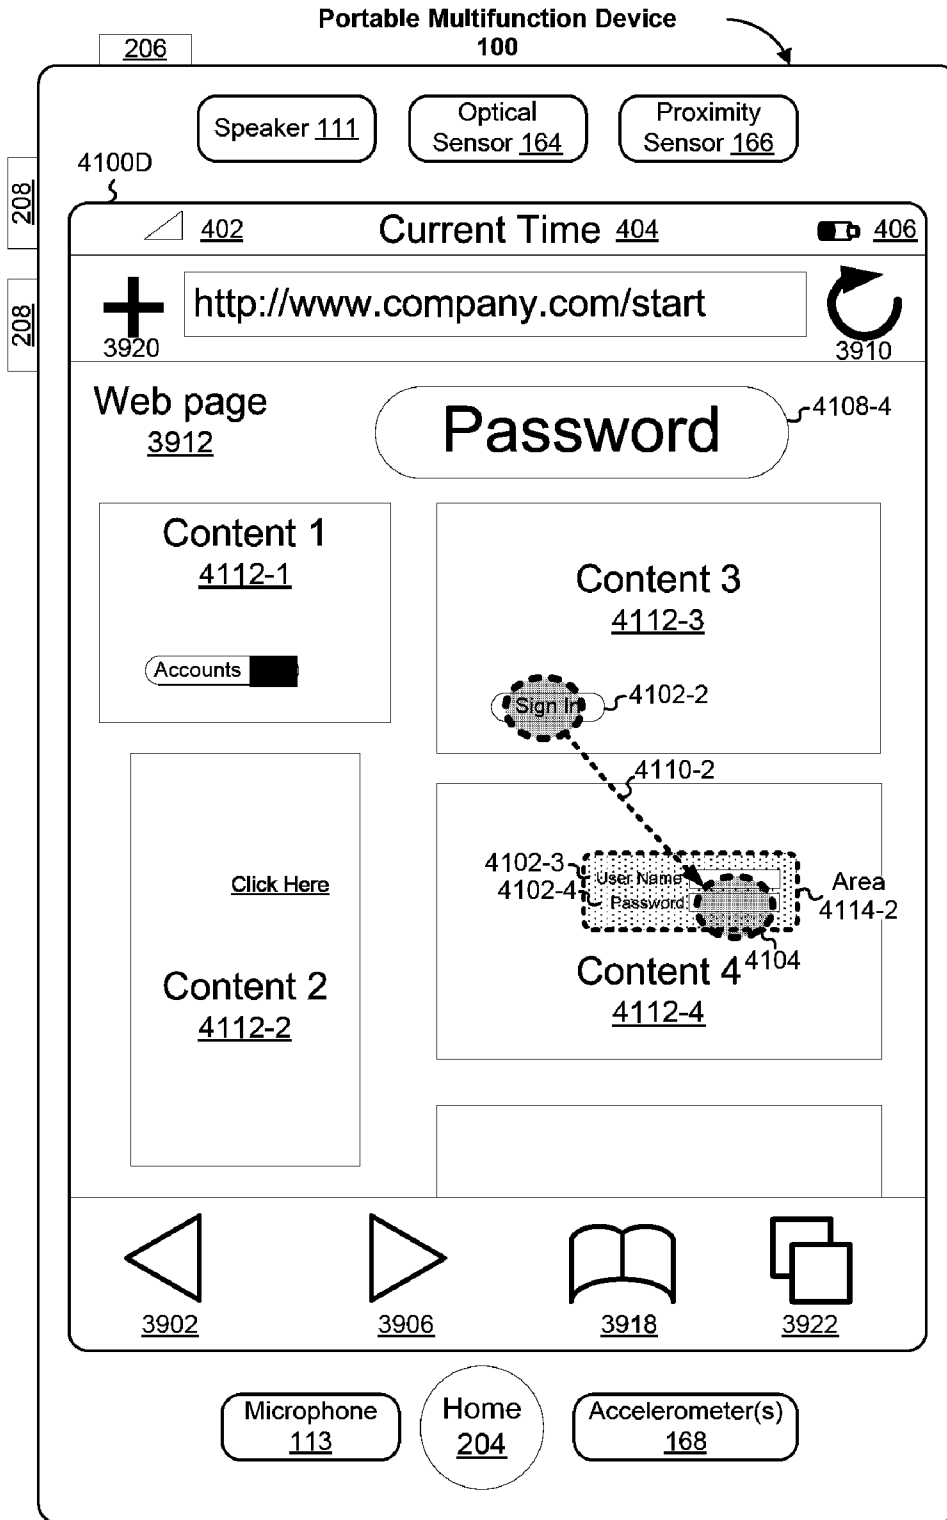 Portable Multifunction Device
100
206
Speaker 111
Optical
Sensor 164
Proximity
Sensor 166
4100D
208
402
Current Time 404
406
208
http://www.company.com/start
3920
3910
Web page
3912
Password
4108-4
Content 1
4112-1
Accounts
Content 3
4112-3
Sign In
4102-2
4110-2
4102-3
User Name
4102-4
Password
Area
4114-2
Click Here
4104
Content 4
4112-4
Content 2
4112-2
3902
3906
3918
3922
Microphone
113
Home
204
Accelerometer(s)
168